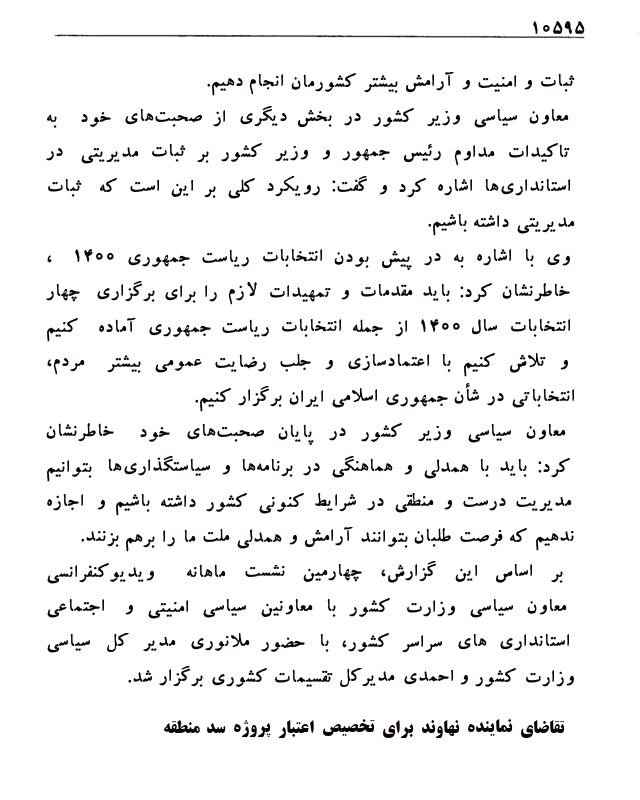 ۱۰۵۹۵
ثبات و امنیت و آرامش بیشتر کشورمان انجام دهیم.
معاون سیاسی وزیر کشور در بخش دیگری از صحبت‌های خود به
تاکیدات مداوم رئیس جمهور و وزیر کشور بر ثبات مدیریتی در
استانداری‌ها اشاره کرد و گفت: رویکرد کلی بر این است که ثبات
مدیریتی داشته باشیم.
وی با اشاره به در پیش بودن انتخابات ریاست جمهوری ۱۴۰۰ ،
خاطرنشان کرد: باید مقدمات و تمهیدات لازم را برای برگزاری چهار
انتخابات سال ۱۴۰۰ از جمله انتخابات ریاست جمهوری آماده کنیم
و تلاش کنیم با اعتمادسازی و جلب رضایت عمومی بیشتر مردم،
انتخاباتی در شأن جمهوری اسلامی ایران برگزار کنیم.
معاون سیاسی وزیر کشور در پایان صحبت‌های خود خاطرنشان
کرد: باید با همدلی و هماهنگی در برنامه‌ها و سیاستگذاری‌ها بتوانیم
مدیریت درست و منطقی در شرایط کنونی کشور داشته باشیم و اجازه
ندهیم که فرصت طلبان بتوانند آرامش و همدلی ملت ما را برهم بزنند.
بر اساس این گزارش، چهارمین نشست ماهانه ویدیوکنفرانسی
معاون سیاسی وزارت کشور با معاونین سیاسی امنیتی و اجتماعی
استانداری های سراسر کشور، با حضور ملانوری مدیر کل سیاسی
وزارت کشور و احمدی مدیرکل تقسیمات کشوری برگزار شد.
تقاضای نماینده نهاوند برای تخصیص اعتبار پروژه سد منطقه